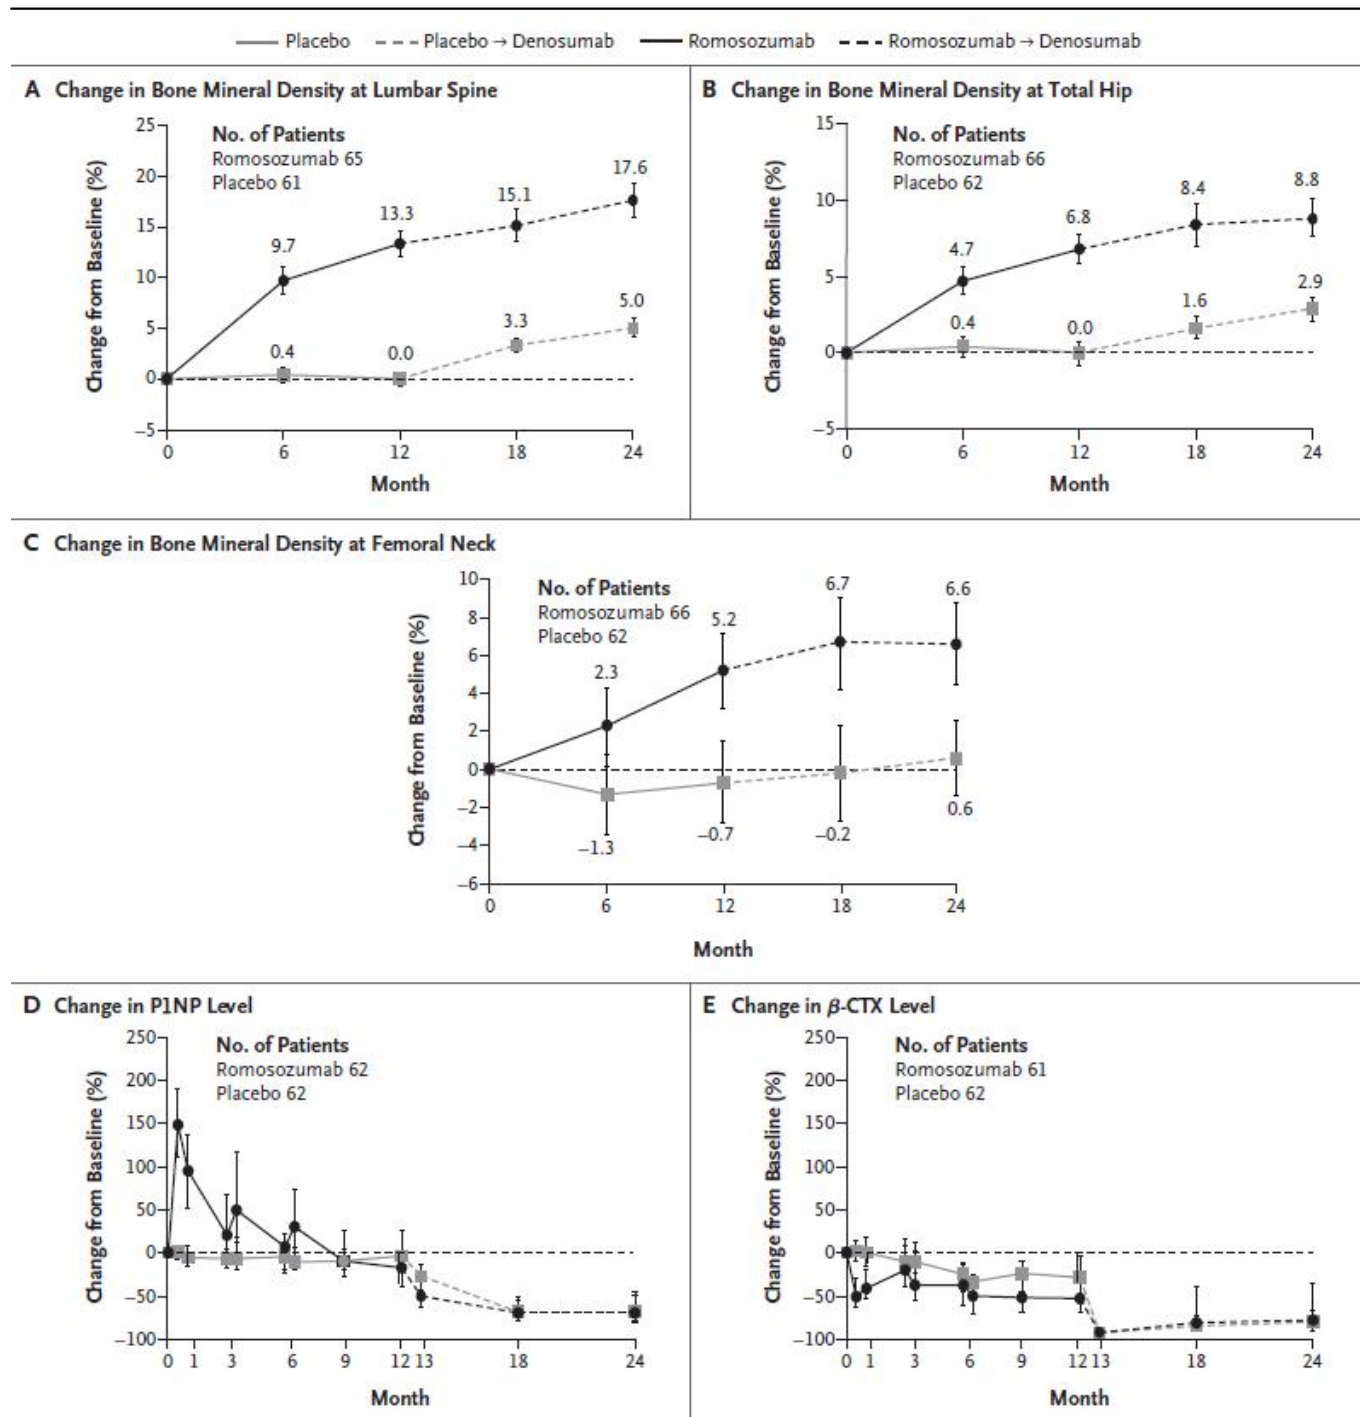 Placebo Placebo → Denosumab Romosozumab Romosozumab → Denosumab
A Change in Bone Mineral Density at Lumbar Spine
Change from Baseline (%)
25
20
15
10
5
0
–5
No. of Patients
Romosozumab 65
Placebo 61
9.7
13.3
15.1
17.6
0.4
0.0
3.3
5.0
0 6 12 18 24
Month
B Change in Bone Mineral Density at Total Hip
Change from Baseline (%)
15
10
5
0
–5
No. of Patients
Romosozumab 66
Placebo 62
4.7
6.8
8.4
8.8
0.4
0.0
1.6
2.9
0 6 12 18 24
Month
C Change in Bone Mineral Density at Femoral Neck
Change from Baseline (%)
10
8
6
4
2
0
–2
–4
–6
No. of Patients
Romosozumab 66
Placebo 62
2.3
5.2
6.7
6.6
–1.3
–0.7
–0.2
0.6
0 6 12 18 24
Month
D Change in P1NP Level
Change from Baseline (%)
250
200
150
100
50
0
–50
–100
No. of Patients
Romosozumab 62
Placebo 62
0 1 3 6 9 12 13 18 24
Month
E Change in β-CTX Level
Change from Baseline (%)
250
200
150
100
50
0
–50
–100
No. of Patients
Romosozumab 61
Placebo 62
0 1 3 6 9 12 13 18 24
Month